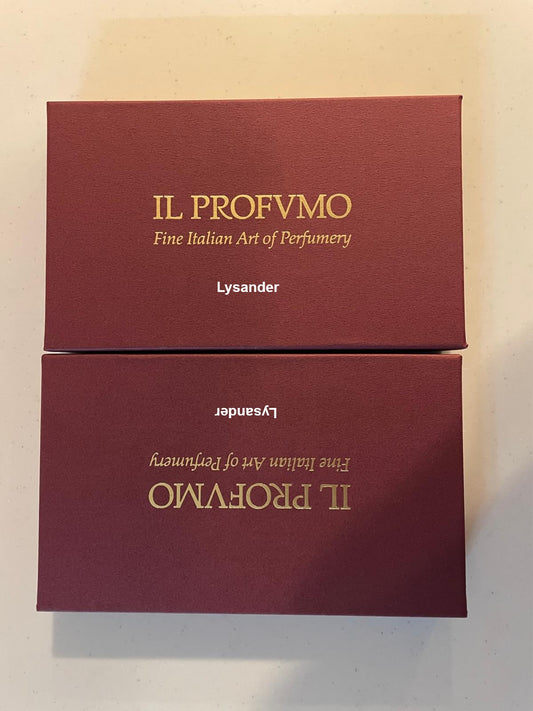 IL PROFVMO
Fine Italian Art of Perfumery
Lysander
Lysander
Fine Italian Art of Perfumery
IL PROFVMO